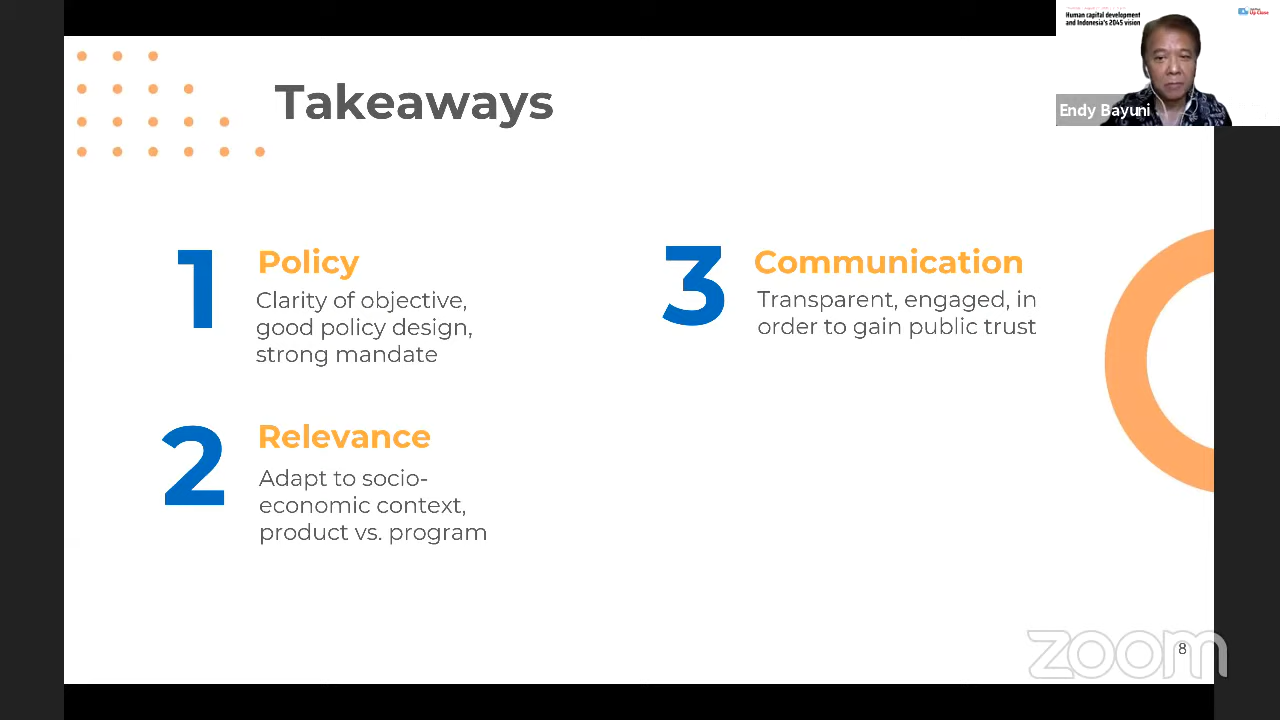 Human capital development
and Indonesia's 2045 vision
Up Close
Endy Bayuni
Takeaways
1
Policy
Clarity of objective,
good policy design,
strong mandate
2
Relevance
Adapt to socio-
economic context,
product vs. program
3
Communication
Transparent, engaged, in
order to gain public trust
zoom
8